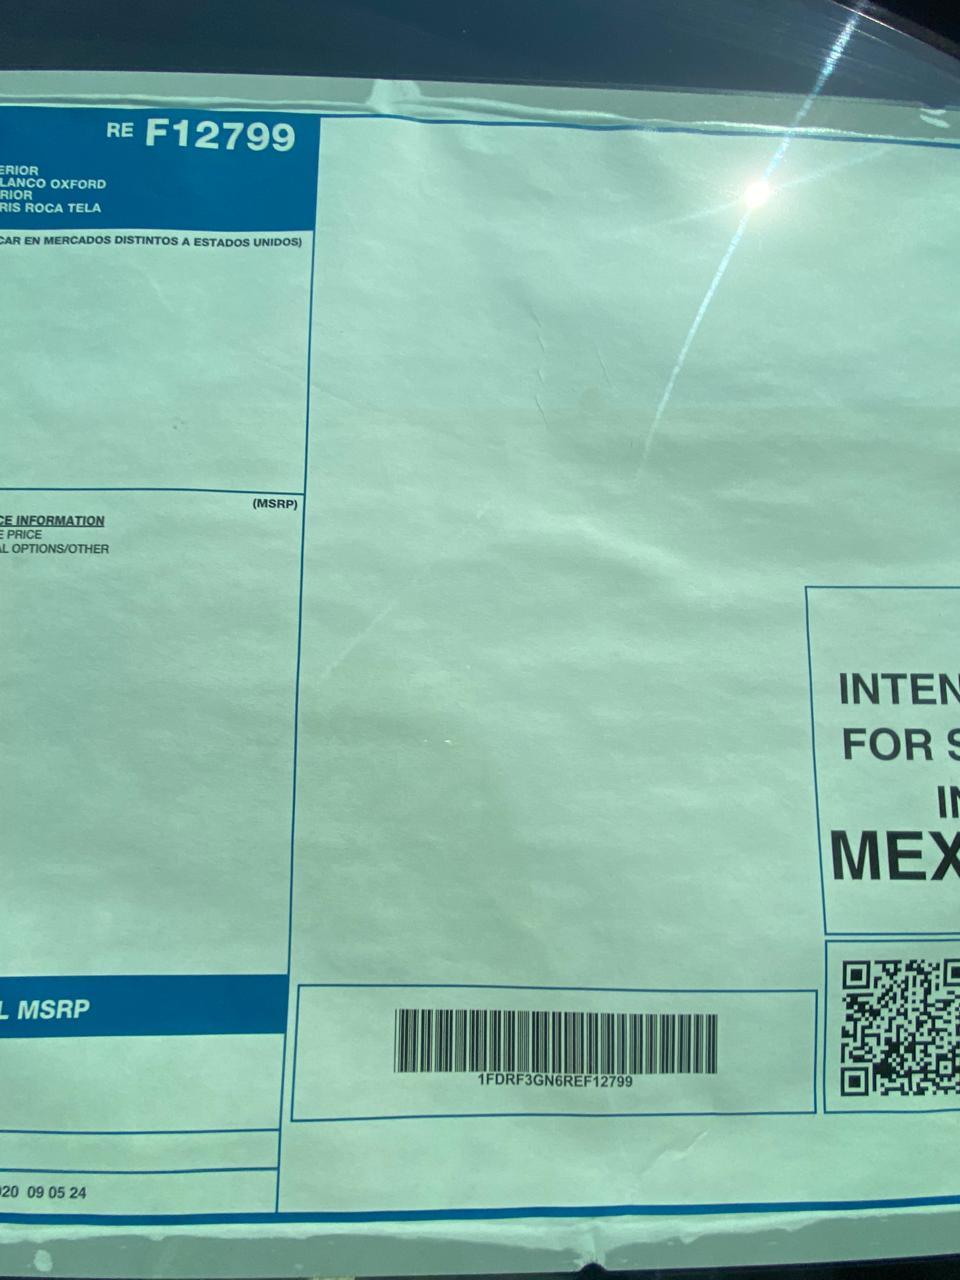 RE F12799
ERIOR
LANCO OXFORD
RIOR
RIS ROCA TELA
CAR EN MERCADOS DISTINTOS A ESTADOS UNIDOS)
(MSRP)
CE INFORMATION
E PRICE
AL OPTIONS/OTHER
INTEN
FOR S
IN
MEX
L MSRP
1FDRF3GN6REF12799
020 09 05 24